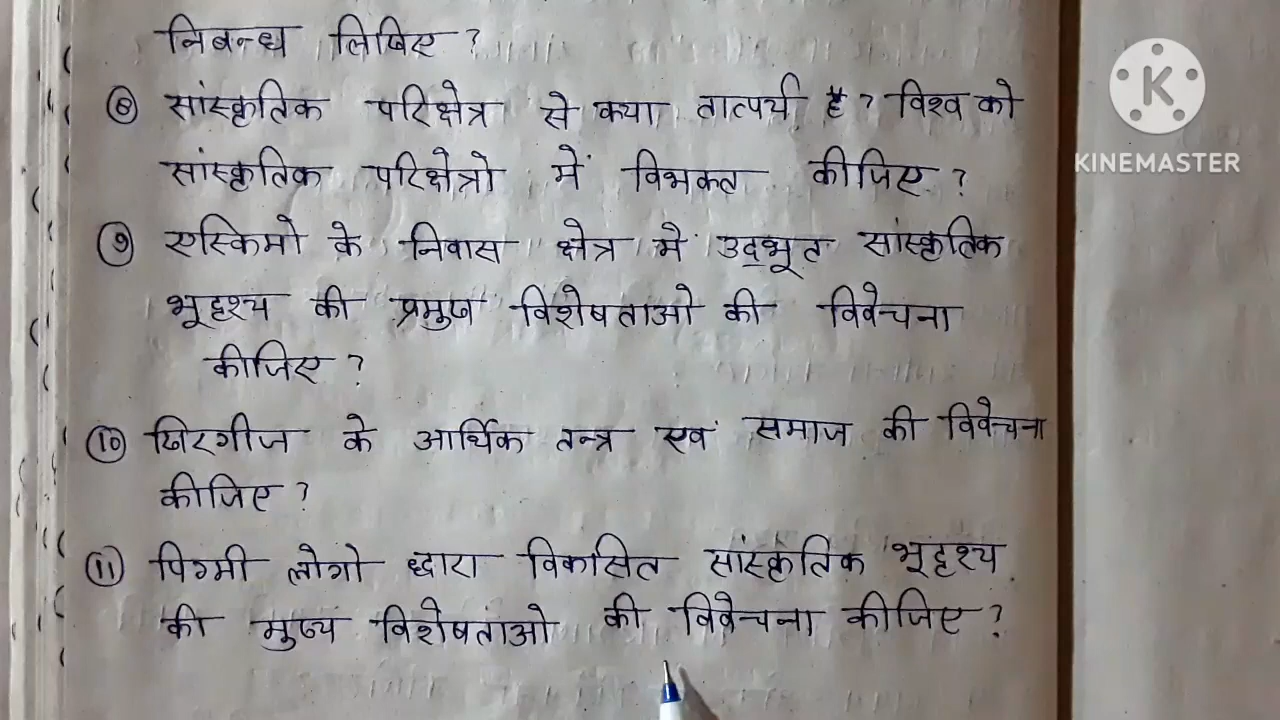 निबन्ध लिखिए ?
⑧ सांस्कृतिक परिक्षेत्र से क्या तात्पर्य है ? विश्व को
सांस्कृतिक परिक्षेत्रो में विभक्त कीजिए ?
⑨ एस्किमो के निवास क्षेत्र मे उद्भूत सांस्कृतिक
भूदृश्य की प्रमुख विशेषताओ की विवेचना
कीजिए ?
⑩ खिरगीज के आर्थिक तन्त्र एवं समाज की विवेचना
कीजिए ?
⑪ पिग्मी लोगो द्धारा विकसित सांस्कृतिक भूदृश्य
की मुख्य विशेषताओ की विवेचना कीजिए ?
K
KINEMASTER